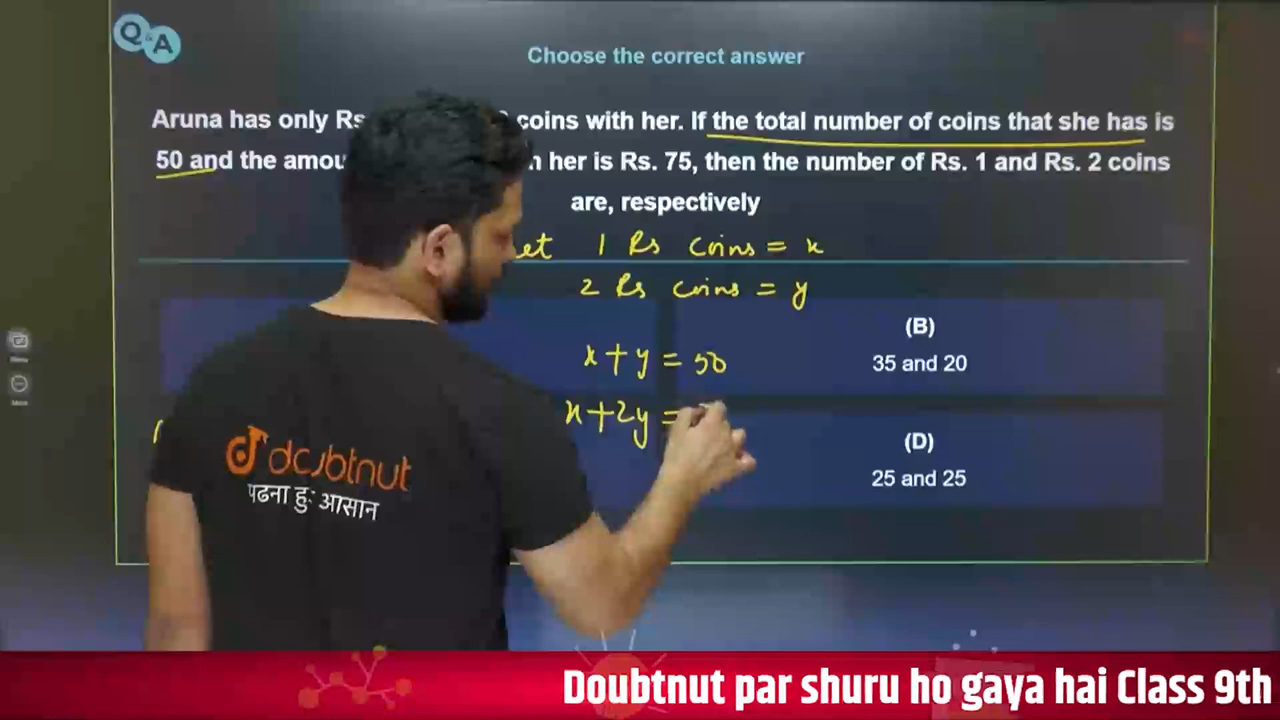 Q&A
Choose the correct answer
Aruna has only Rs coins with her. If the total number of coins that she has is
50 and the her is Rs. 75, then the number of Rs. 1 and Rs. 2 coins
are, respectively
1 Rs coins = x
2 Rs coins = y
x + y = 50
x + 2y =
(B)
35 and 20
(D)
25 and 25
doubtnut
पढना हुआ आसान
Doubtnut par shuru ho gaya hai Class 9th